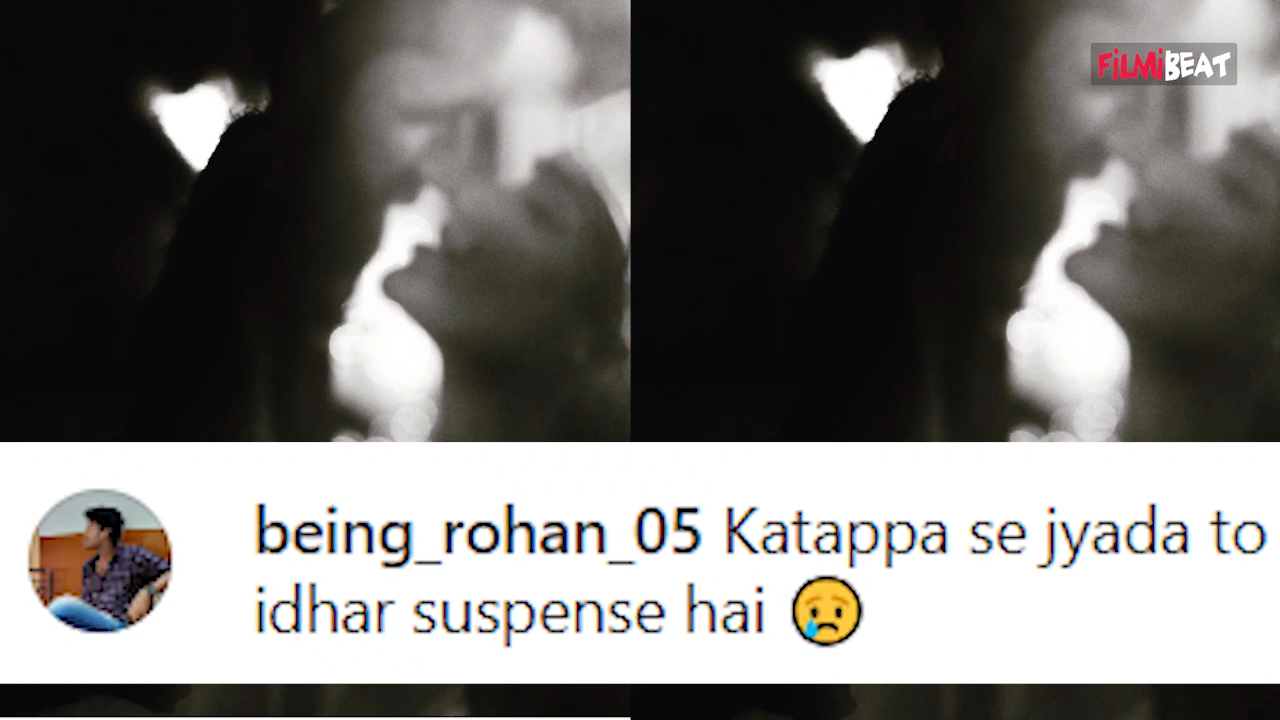 FiLMiBEAT
being_rohan_05 Katappa se jyada to
idhar suspense hai 😢